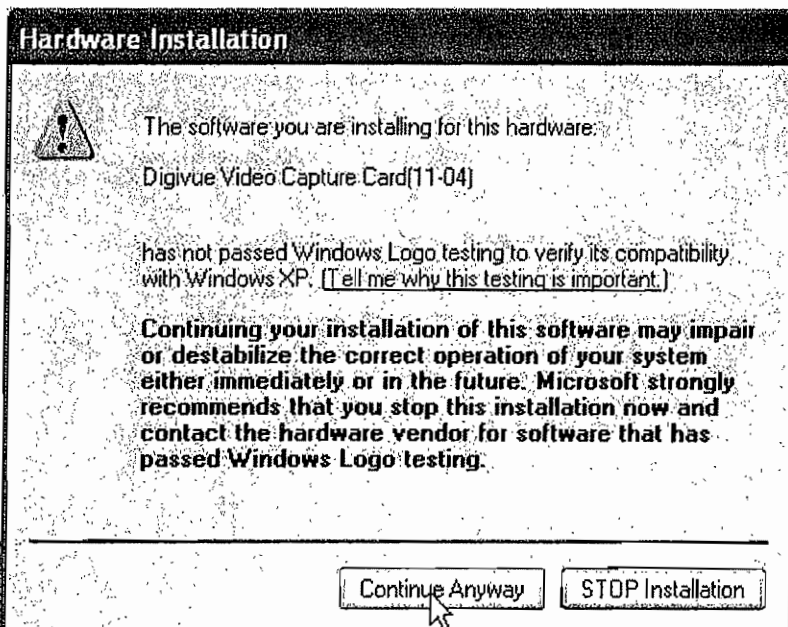 Hardware Installation
The software you are installing for this hardware:
Digivue Video Capture Card(11-04)
has not passed Windows Logo testing to verify its compatibility
with Windows XP. (Tell me why this testing is important.)
Continuing your installation of this software may impair
or destabilize the correct operation of your system
either immediately or in the future. Microsoft strongly
recommends that you stop this installation now and
contact the hardware vendor for software that has
passed Windows Logo testing.
Continue Anyway
STOP Installation